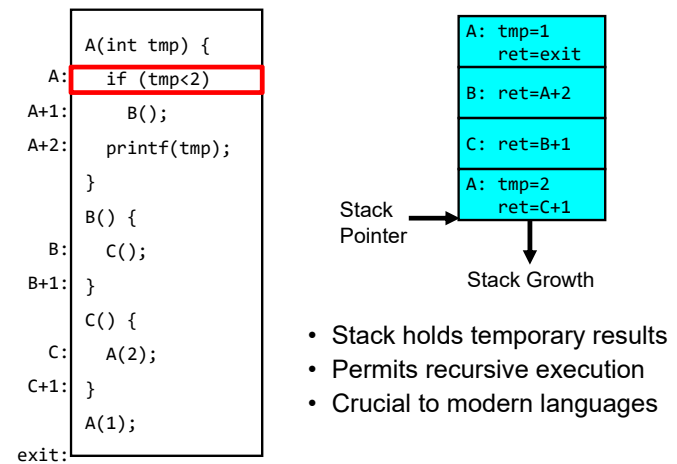 A(int tmp) {
A: if (tmp<2)
A+1: B();
A+2: printf(tmp);
}
B() {
B: C();
B+1: }
C() {
C: A(2);
C+1: }
A(1);
exit:
A: tmp=1
ret=exit
B: ret=A+2
C: ret=B+1
A: tmp=2
ret=C+1
Stack
Pointer
Stack Growth
• Stack holds temporary results
• Permits recursive execution
• Crucial to modern languages